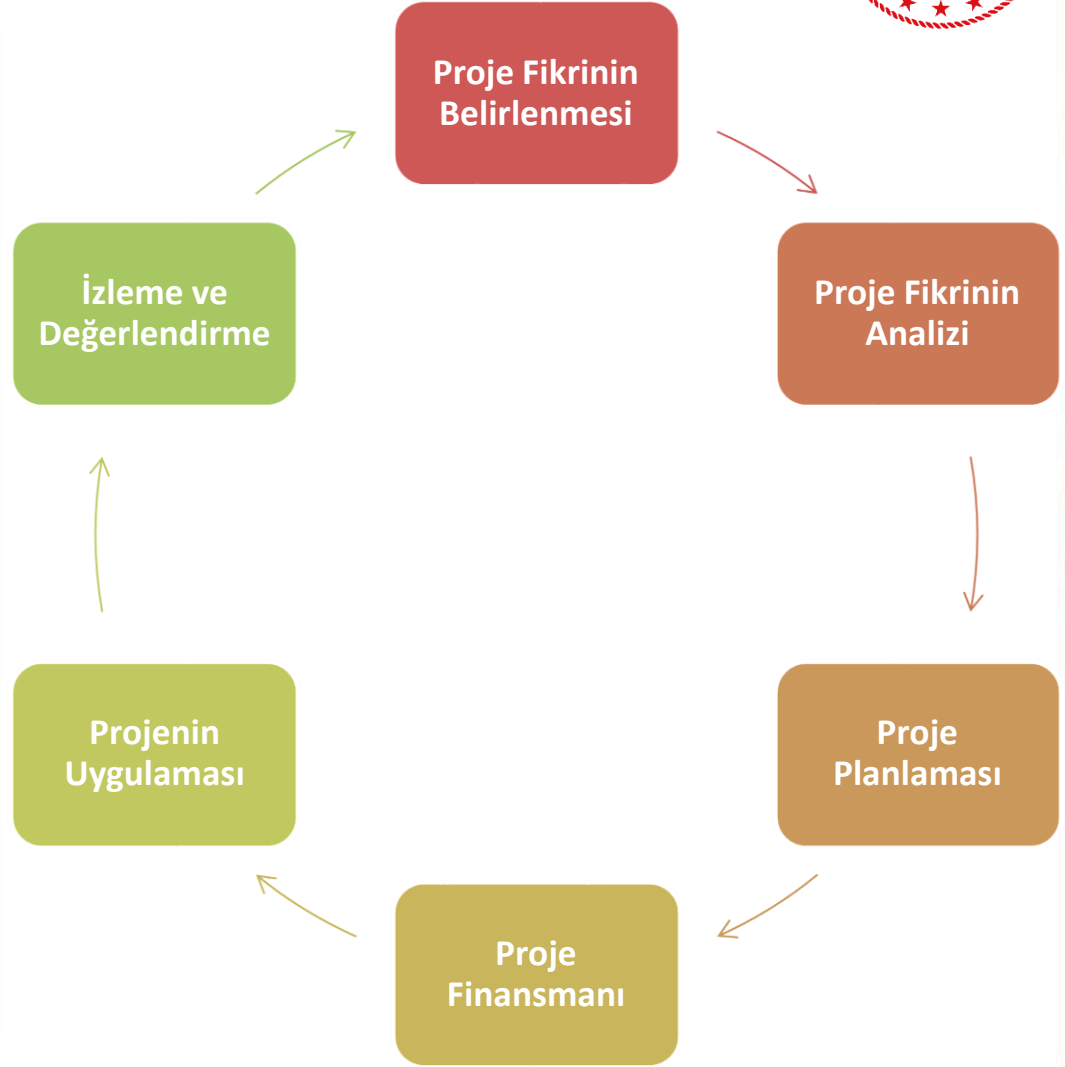 Proje Fikrinin
Belirlenmesi
Proje Fikrinin
Analizi
Proje
Planlaması
Proje
Finansmanı
Projenin
Uygulaması
İzleme ve
Değerlendirme